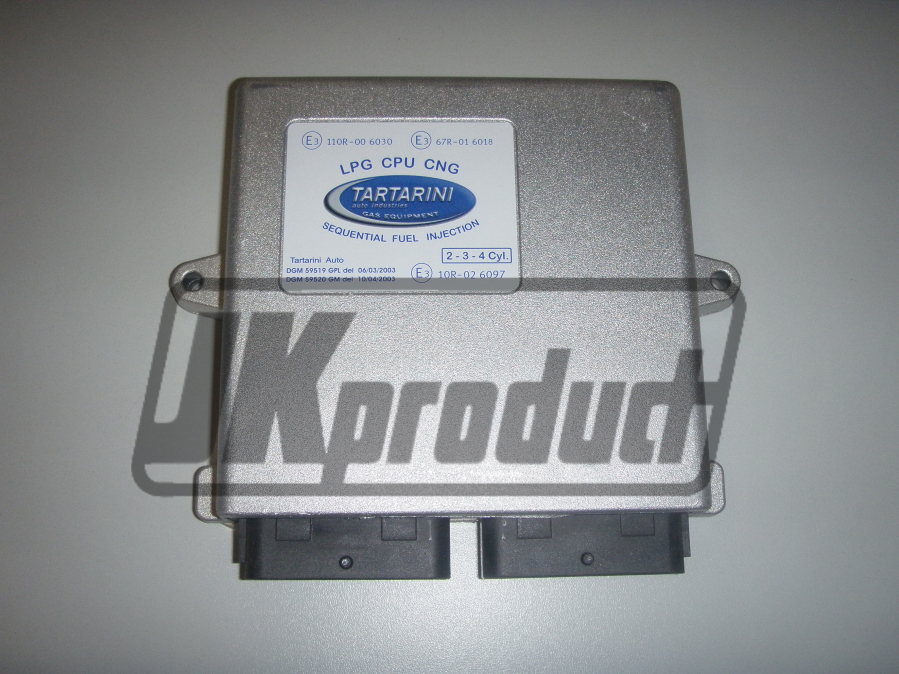 E3 110R-00 6030 E3 67R-01 6018
LPG CPU CNG
TARTARINI
auto industries
GAS EQUIPMENT
SEQUENTIAL FUEL INJECTION
2 - 3 - 4 Cyl.
Tartarini Auto
DGM 59519 GPL del 06/03/2003
DGM 59520 GM del 10/04/2003
E3 10R-02 6097
JKproduct